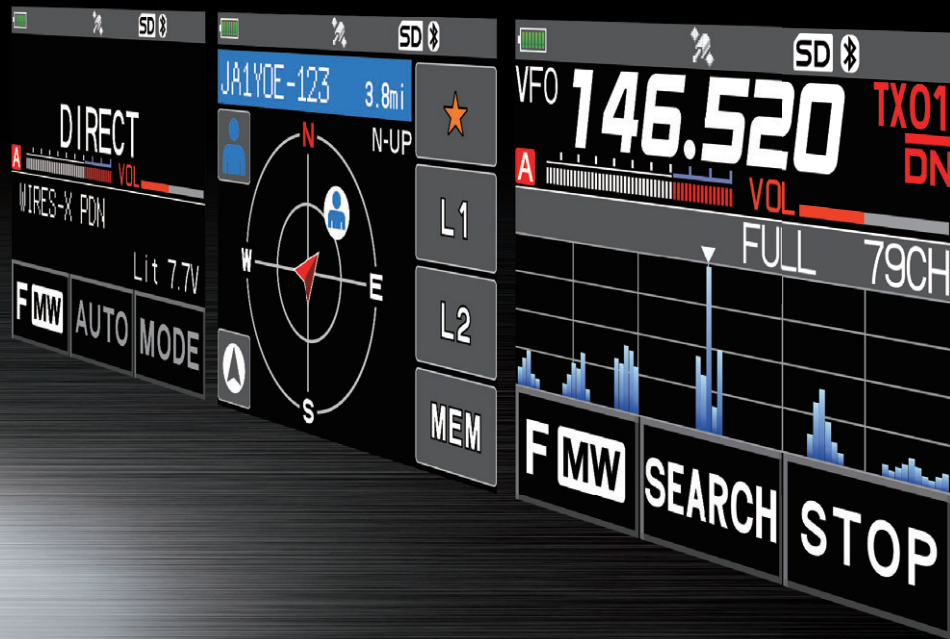 SD
DIRECT
A
VOL
WIRES-X PDN
Lit 7.7V
F MW
AUTO
MODE
SD
JA1YOE-123 3.8mi
N-UP
N
W
E
S
L1
L2
MEM
SD
VFO 146.520 TX01
DN
A
VOL
FULL 79CH
F MW
SEARCH
STOP